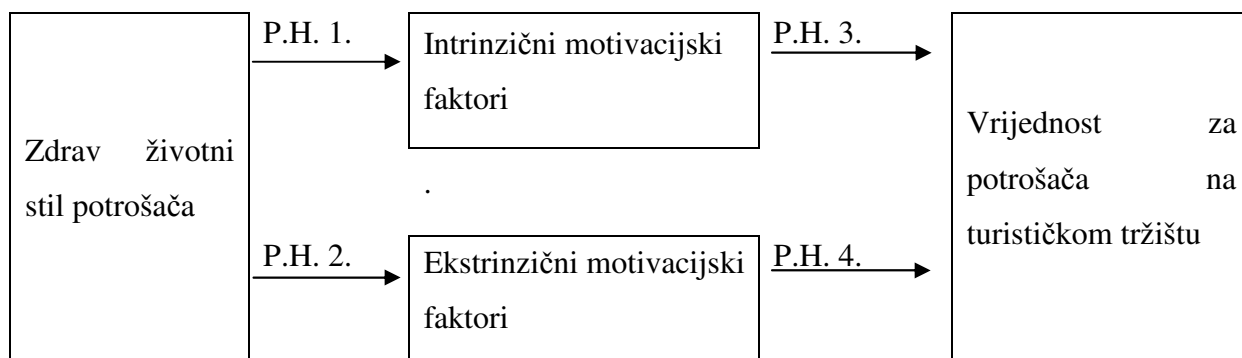 Zdrav životni
stil potrošača
P.H. 1.
Intrinzični motivacijski
faktori
P.H. 3.
.
P.H. 2.
Ekstrinzični motivacijski
faktori
P.H. 4.
Vrijednost za
potrošača na
turističkom tržištu